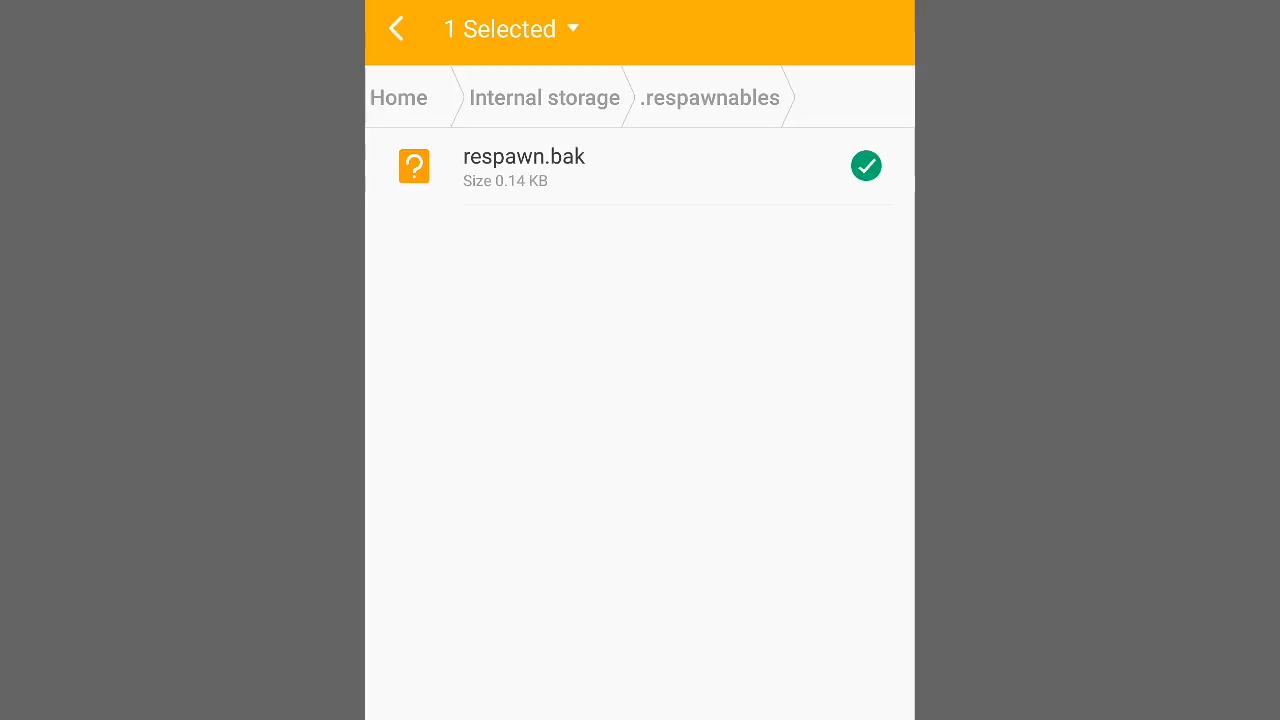 1 Selected
Home Internal storage .respawnables
respawn.bak
Size 0.14 KB